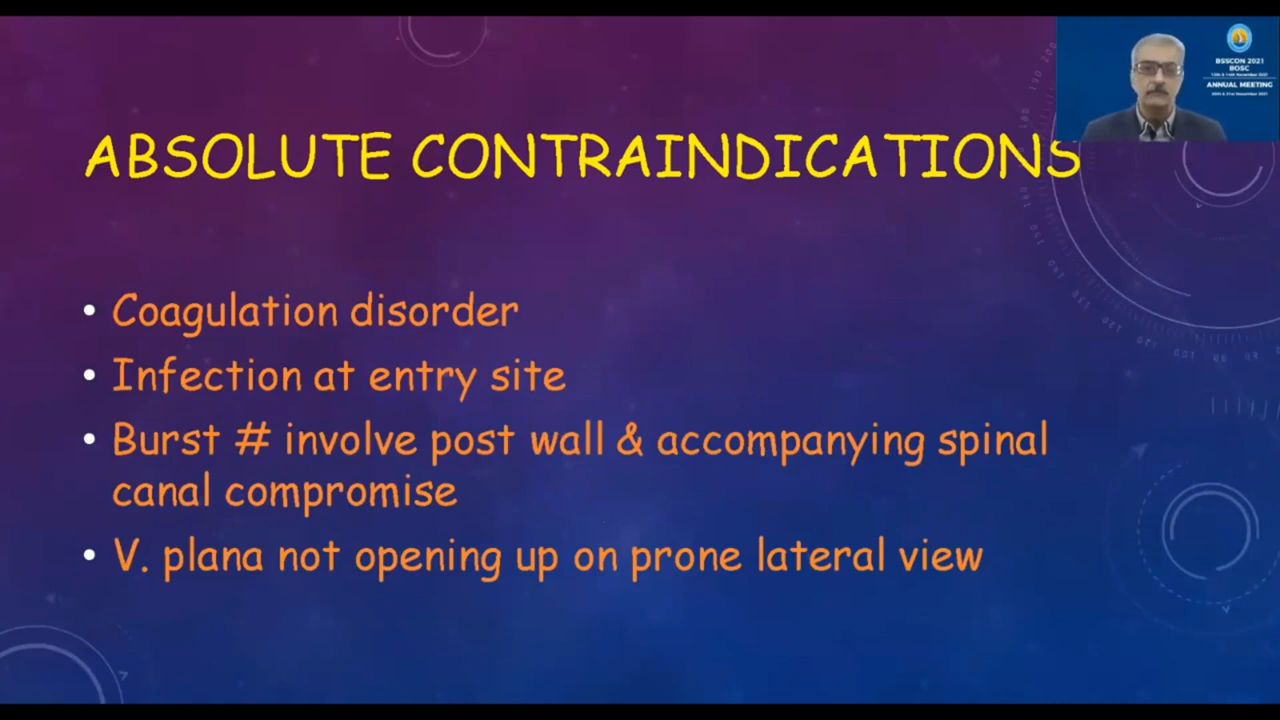 BSSCON 2021
BOSC
ANNUAL MEETING
ABSOLUTE CONTRAINDICATIONS
• Coagulation disorder
• Infection at entry site
• Burst # involve post wall & accompanying spinal
canal compromise
• V. plana not opening up on prone lateral view